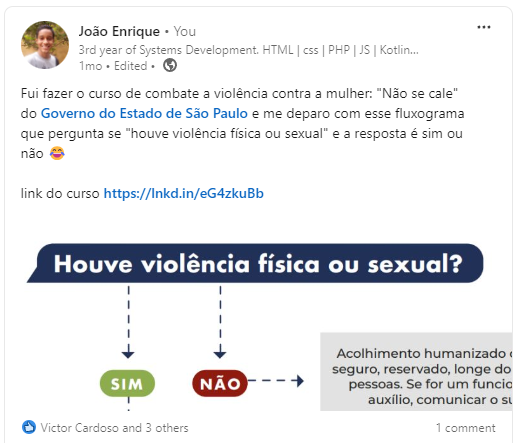 João Enrique • You
3rd year of Systems Development. HTML | css | PHP | JS | Kotlin...
1mo • Edited •
Fui fazer o curso de combate a violência contra a mulher: "Não se cale"
do Governo do Estado de São Paulo e me deparo com esse fluxograma
que pergunta se "houve violência física ou sexual" e a resposta é sim ou
não 😂
link do curso https://lnkd.in/eG4zkuBb
Houve violência física ou sexual?
SIM
NÃO
Acolhimento humanizado
seguro, reservado, longe do
pessoas. Se for um funcio
auxílio, comunicar o su
Victor Cardoso and 3 others
1 comment